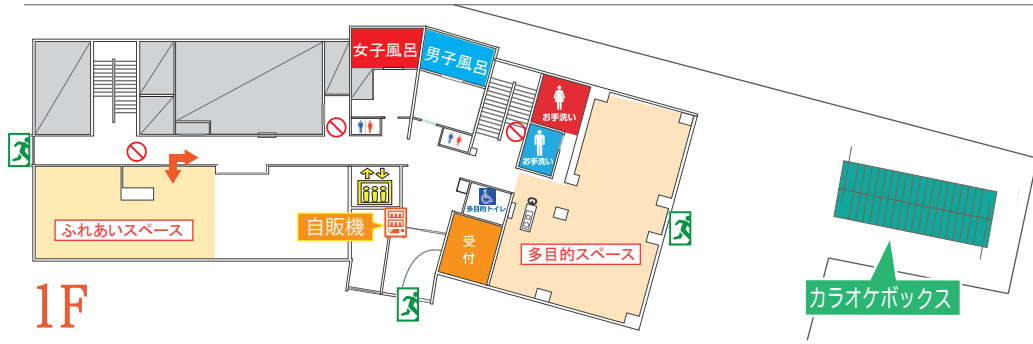 女子風呂
男子風呂
お手洗い
お手洗い
多目的トイレ
自販機
ふれあいスペース
受付
多目的スペース
カラオケボックス
1F